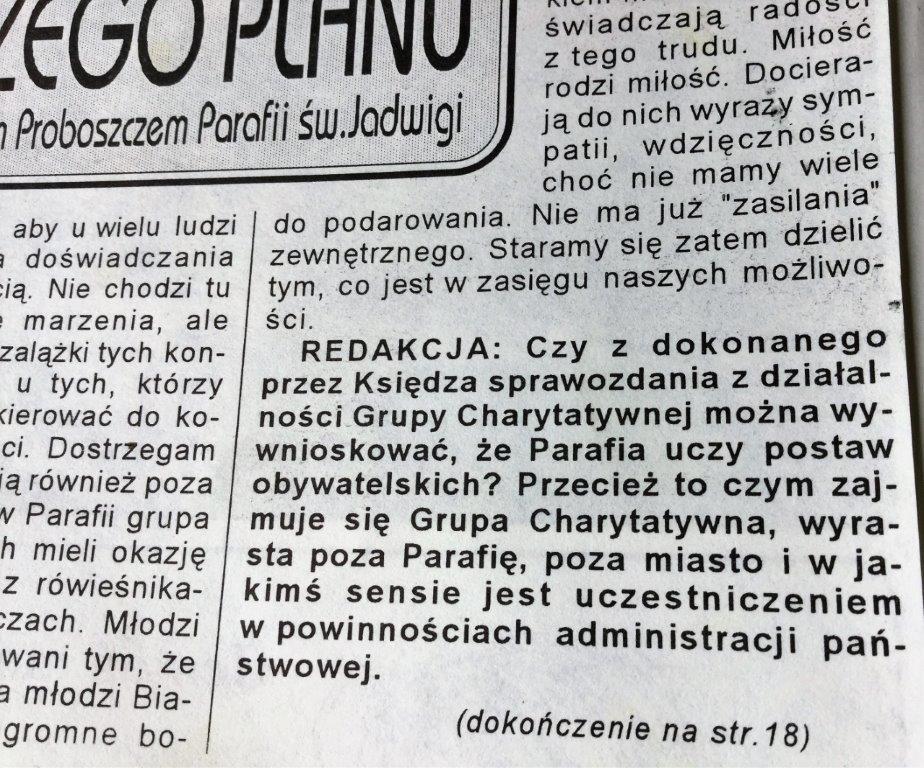 ZEGO PLANU
Proboszczem Parafii św.Jadwigi
aby u wielu ludzi
doświadczania
Nie chodzi tu
marzenia, ale
zalążki tych kon-
u tych, którzy
kierować do ko-
ci. Dostrzegam
ją również poza
w Parafii grupa
h mieli okazję
z rówieśnika-
czach. Młodzi
wani tym, że
a młodzi Bia-
gromne bo-
świadczają radości
z tego trudu. Miłość
rodzi miłość. Dociera-
ją do nich wyrazy sym-
patii, wdzięczności,
choć nie mamy wiele
do podarowania. Nie ma już "zasilania"
zewnętrznego. Staramy się zatem dzielić
tym, co jest w zasięgu naszych możliwo-
ści.
REDAKCJA: Czy z dokonanego
przez Księdza sprawozdania z działal-
ności Grupy Charytatywnej można wy-
wnioskować, że Parafia uczy postaw
obywatelskich? Przecież to czym zaj-
muje się Grupa Charytatywna, wyra-
sta poza Parafię, poza miasto i w ja-
kimś sensie jest uczestniczeniem
w powinnościach administracji pań-
stwowej.
(dokończenie na str.18)